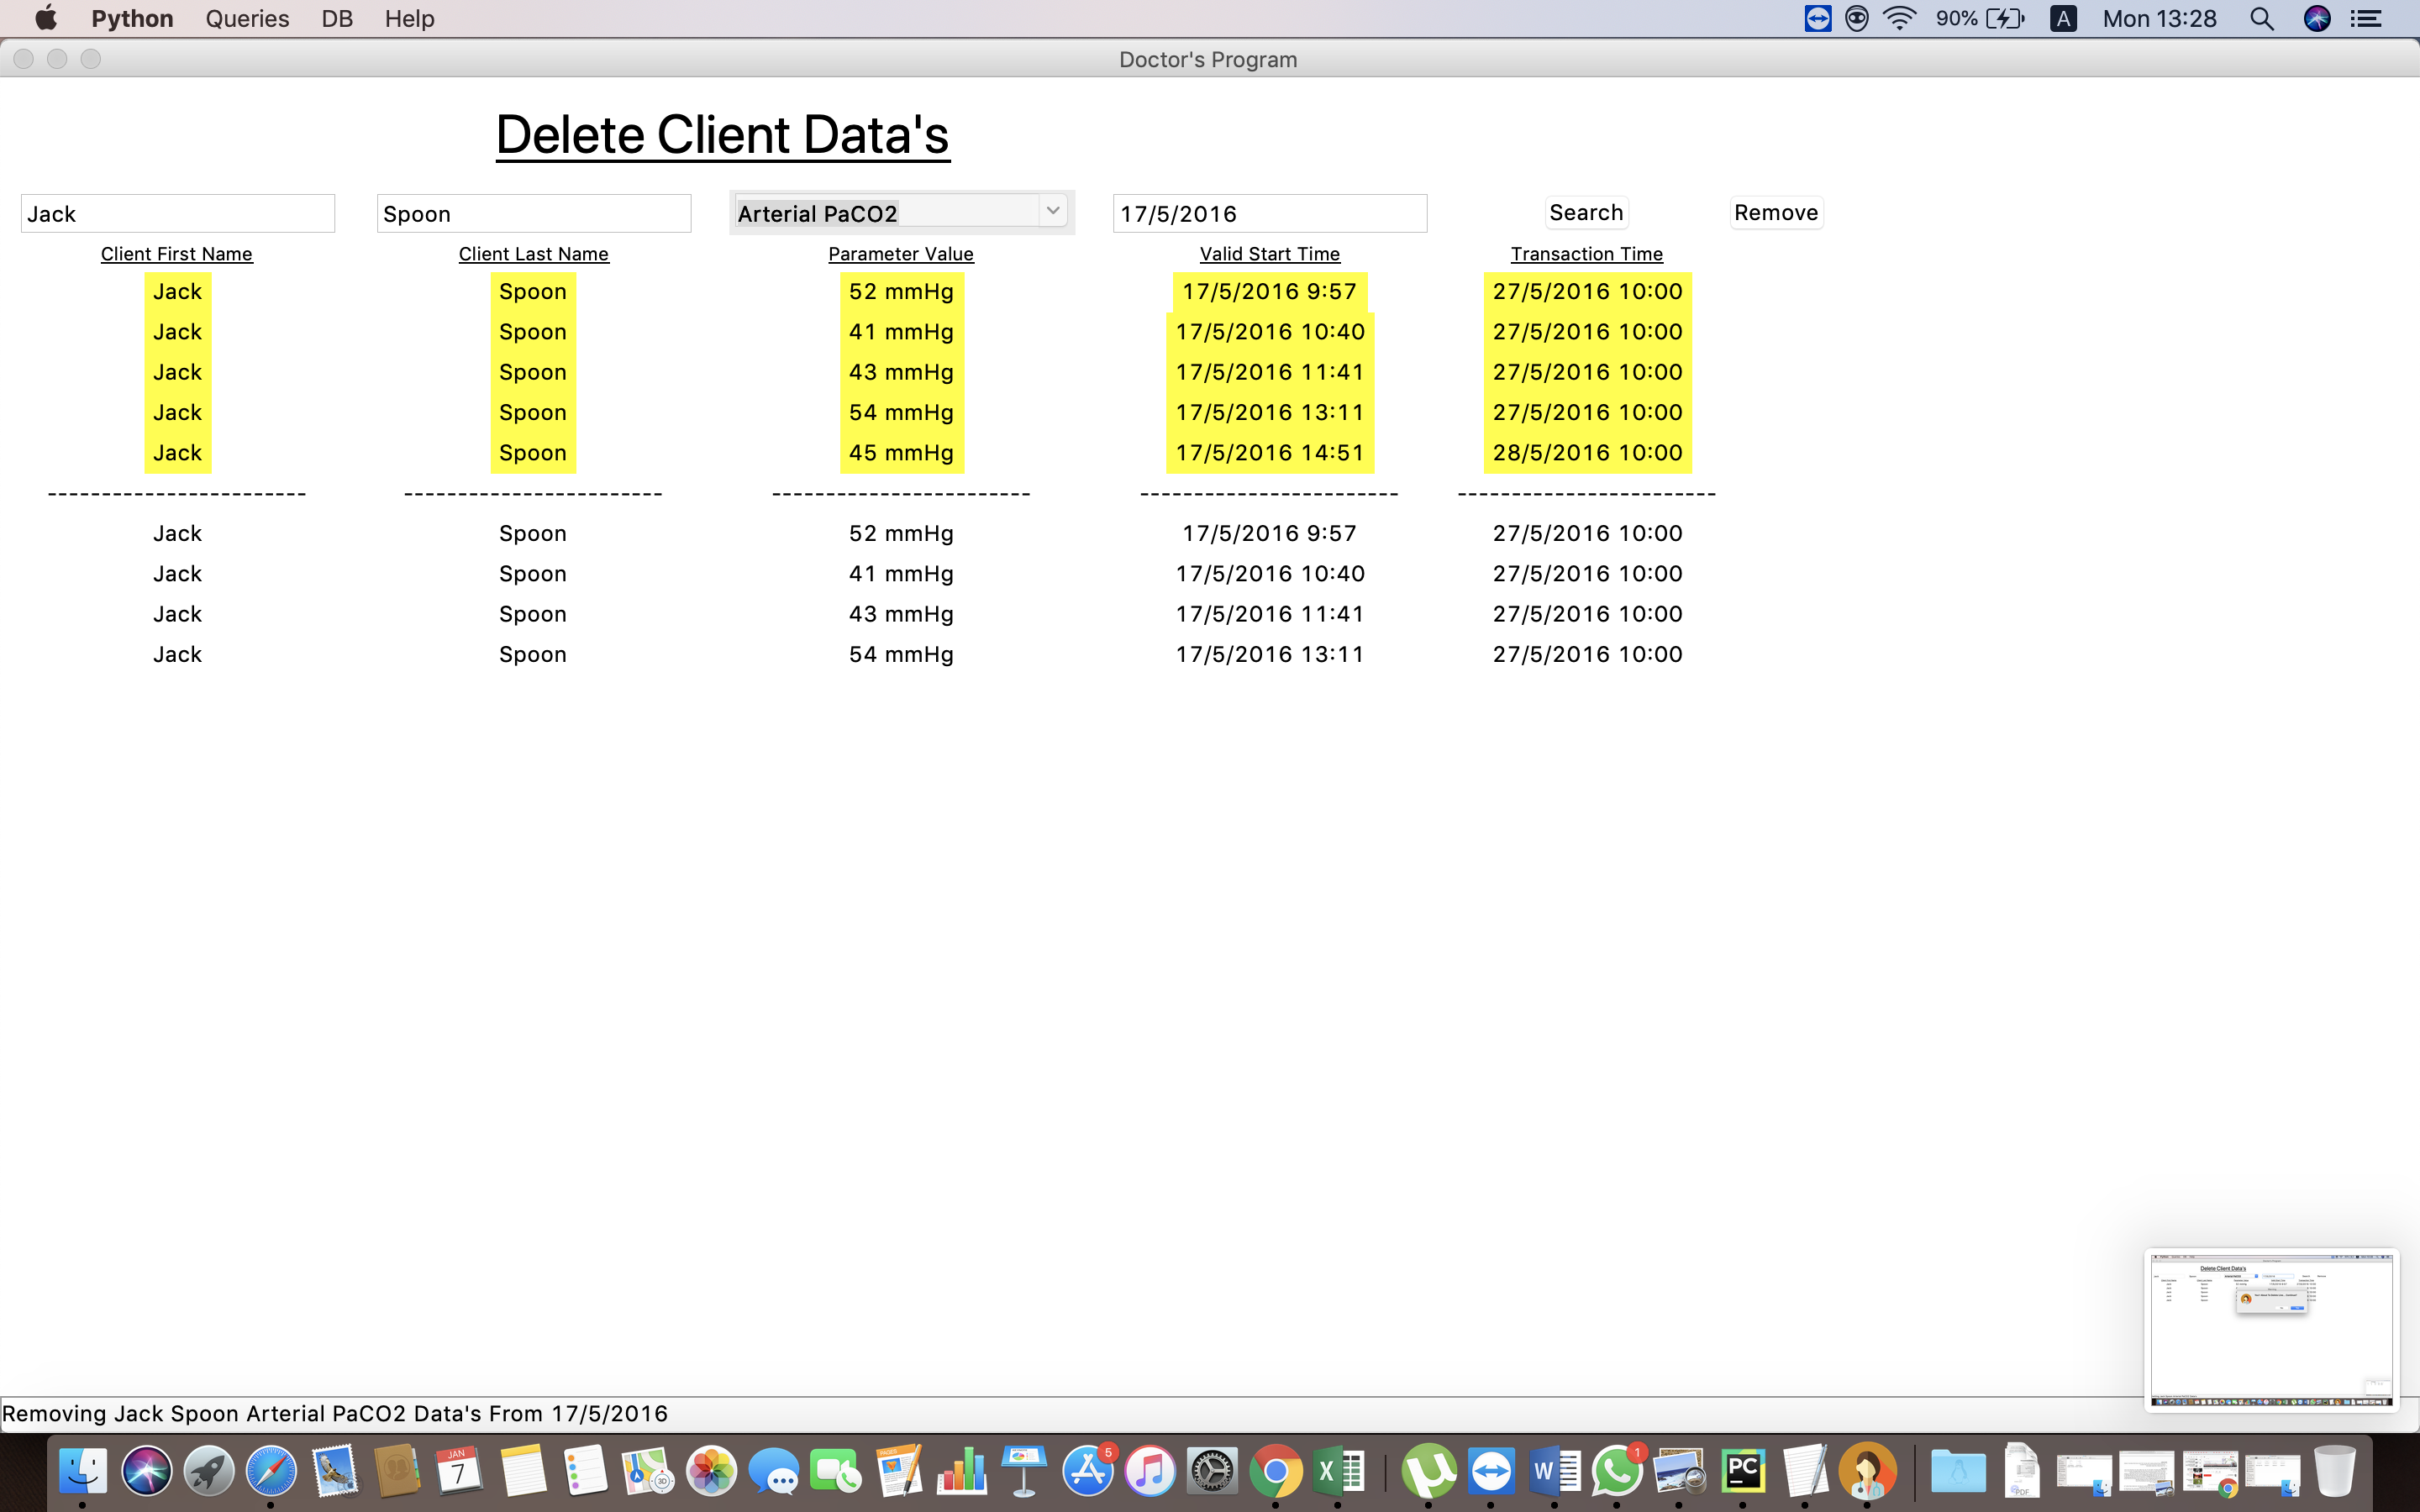 Python Queries DB Help 90% A Mon 13:28
Doctor's Program
Delete Client Data's
Jack Spoon Arterial PaCO2 17/5/2016 Search Remove
Client First Name Client Last Name Parameter Value Valid Start Time Transaction Time
Jack Spoon 52 mmHg 17/5/2016 9:57 27/5/2016 10:00
Jack Spoon 41 mmHg 17/5/2016 10:40 27/5/2016 10:00
Jack Spoon 43 mmHg 17/5/2016 11:41 27/5/2016 10:00
Jack Spoon 54 mmHg 17/5/2016 13:11 27/5/2016 10:00
Jack Spoon 45 mmHg 17/5/2016 14:51 28/5/2016 10:00
------------------------ ------------------------ ------------------------ ------------------------ ------------------------
Jack Spoon 52 mmHg 17/5/2016 9:57 27/5/2016 10:00
Jack Spoon 41 mmHg 17/5/2016 10:40 27/5/2016 10:00
Jack Spoon 43 mmHg 17/5/2016 11:41 27/5/2016 10:00
Jack Spoon 54 mmHg 17/5/2016 13:11 27/5/2016 10:00
Delete Client Data's
Removing Jack Spoon Arterial PaCO2 Data's From 17/5/2016
JAN
7
3D
PAGES
5
X
W
1
PC
PDF